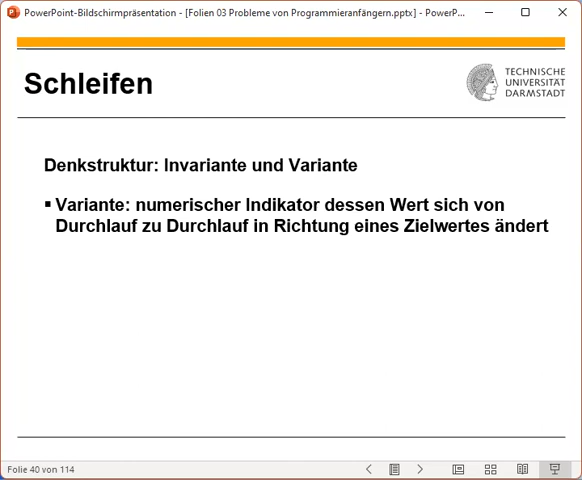 PowerPoint-Bildschirmpräsentation - [Folien 03 Probleme von Programmieranfängern.pptx] - PowerP...
Schleifen
TECHNISCHE
UNIVERSITÄT
DARMSTADT
Denkstruktur: Invariante und Variante
▪ Variante: numerischer Indikator dessen Wert sich von
Durchlauf zu Durchlauf in Richtung eines Zielwertes ändert
Folie 40 von 114